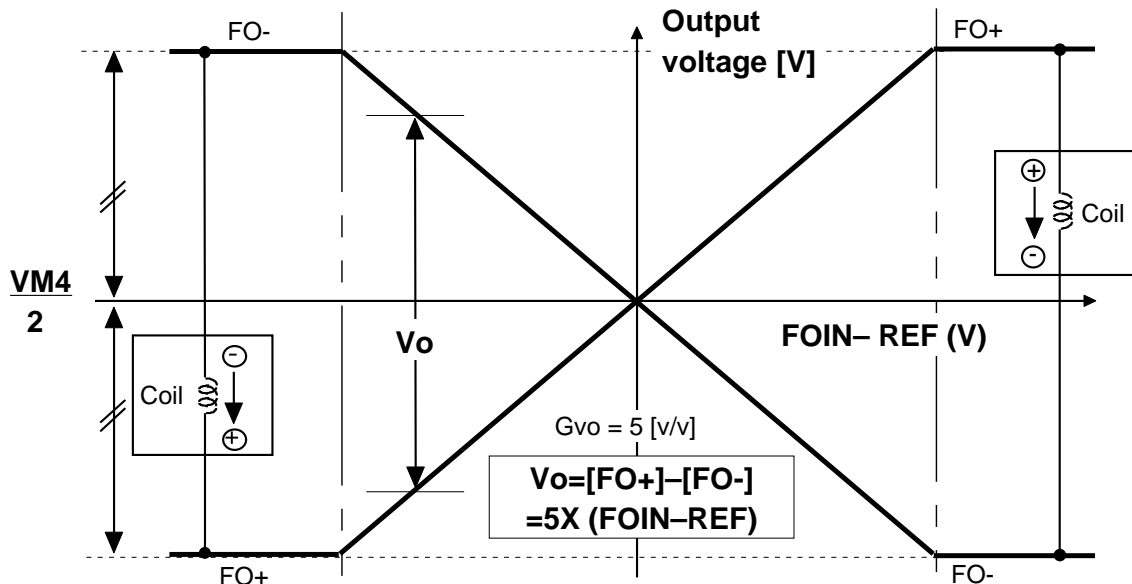 FO-
Output
voltage [V]
FO+
+
Coil
-
VM4
2
FOIN– REF (V)
Vo
-
Coil
+
Gvo = 5 [v/v]
Vo=[FO+]–[FO-]
=5X (FOIN–REF)
FO+
FO-